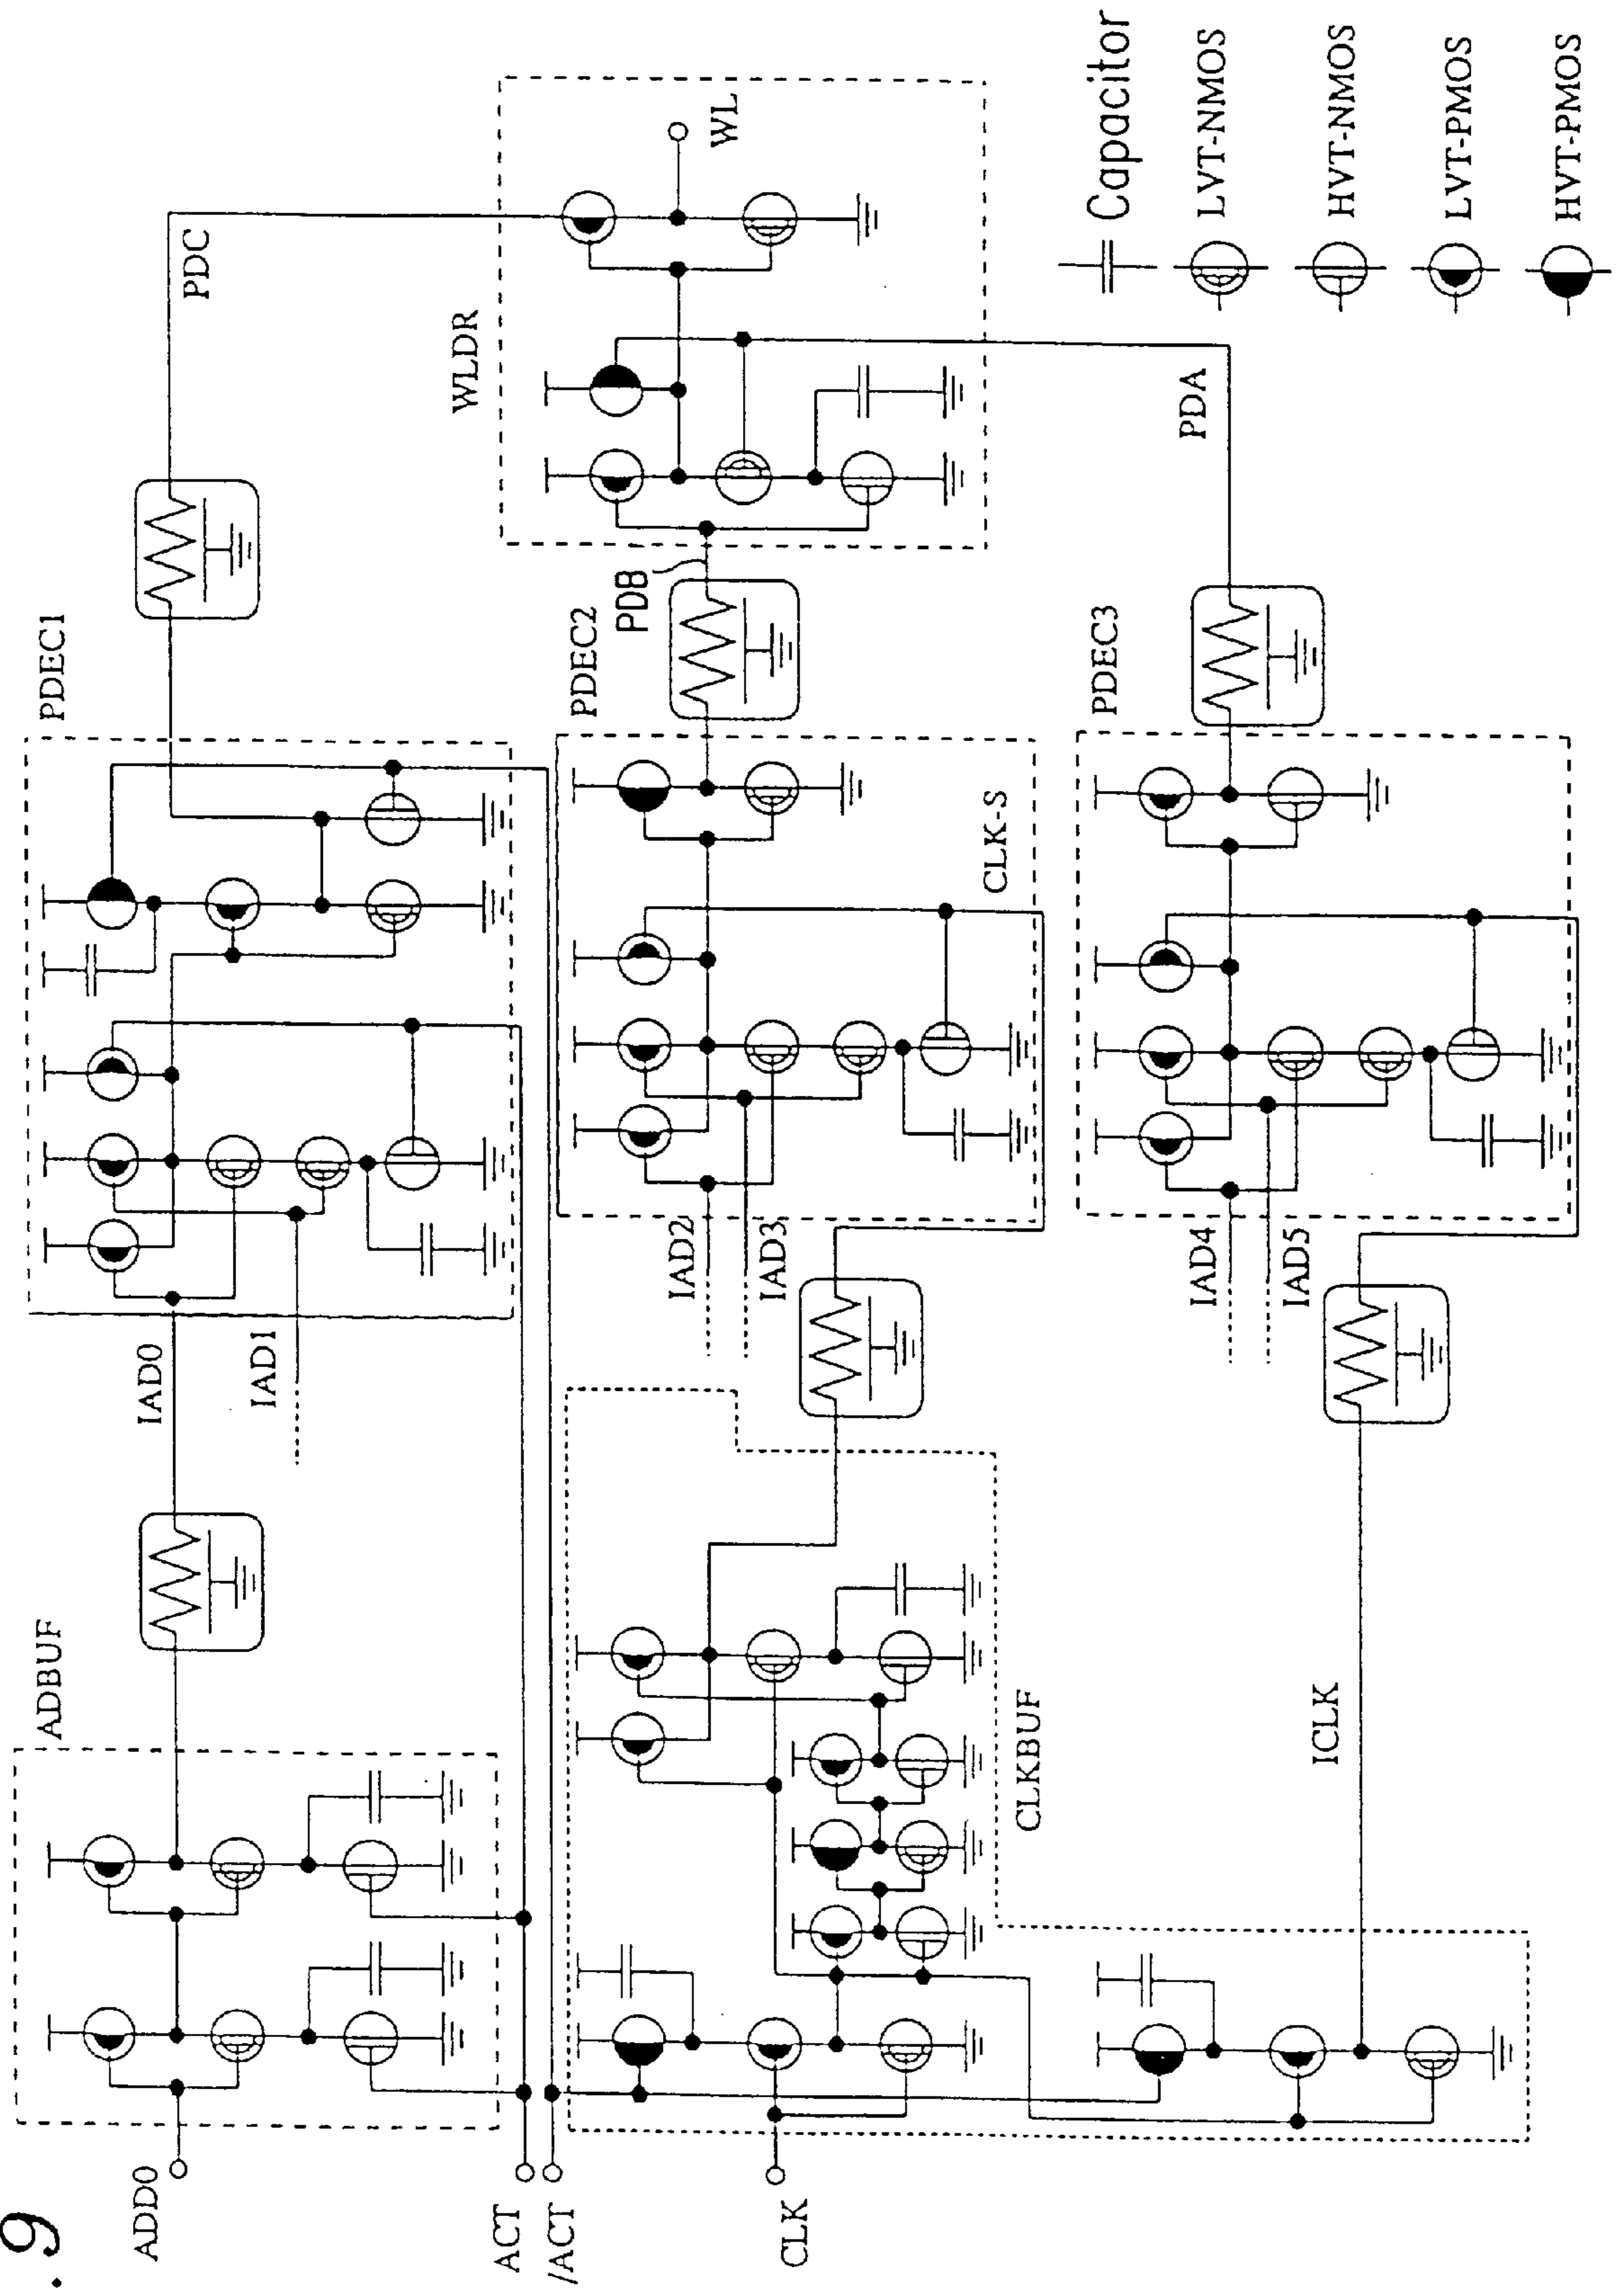 . 9
ADD0
ADBUF
IAD0
IAD1
PDEC1
PDC
ACT
/ACT
CLK
CLKBUF
ICLK
IAD2
IAD3
PDEC2
CLK-S
PDB
IAD4
IAD5
PDEC3
PDA
WLDR
WL
Capacitor
LVT-NMOS
HVT-NMOS
LVT-PMOS
HVT-PMOS